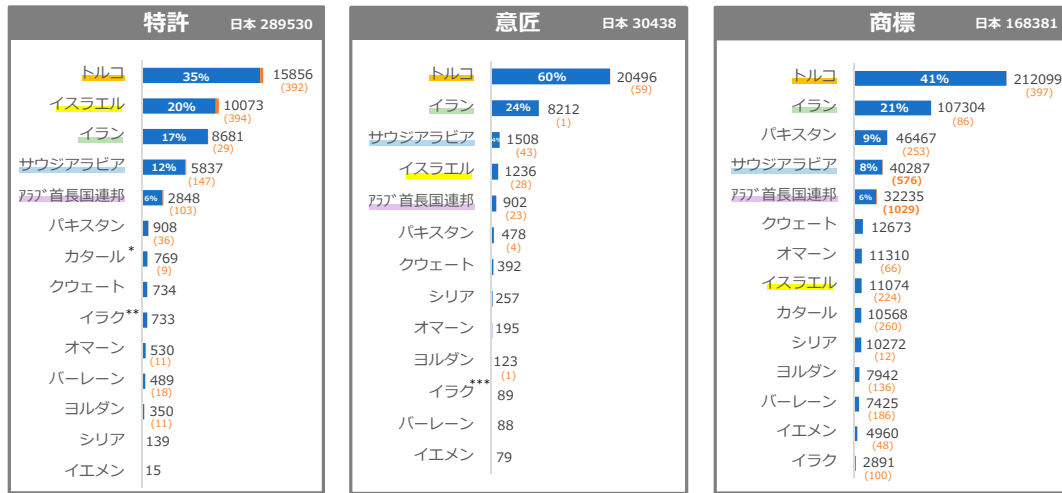 特許 日本 289530
トルコ 35% 15856
(392)
イスラエル 20% 10073
(394)
イラン 17% 8681
(29)
サウジアラビア 12% 5837
(147)
アラブ首長国連邦 6% 2848
(103)
パキスタン 908
(36)
カタール * 769
(9)
クウェート 734
イラク** 733
オマーン 530
(11)
バーレーン 489
(18)
ヨルダン 350
(11)
シリア 139
イエメン 15
意匠 日本 30438
トルコ 60% 20496
(59)
イラン 24% 8212
(1)
サウジアラビア 4% 1508
(43)
イスラエル 1236
(28)
アラブ首長国連邦 902
(23)
パキスタン 478
(4)
クウェート 392
シリア 257
オマーン 195
ヨルダン 123
(1)
イラク*** 89
バーレーン 88
イエメン 79
商標 日本 168381
トルコ 41% 212099
(397)
イラン 21% 107304
(86)
パキスタン 9% 46467
(253)
サウジアラビア 8% 40287
(576)
アラブ首長国連邦 6% 32235
(1029)
クウェート 12673
オマーン 11310
(66)
イスラエル 11074
(224)
カタール 10568
(260)
シリア 10272
(12)
ヨルダン 7942
(136)
バーレーン 7425
(186)
イエメン 4960
(48)
イラク 2891
(100)